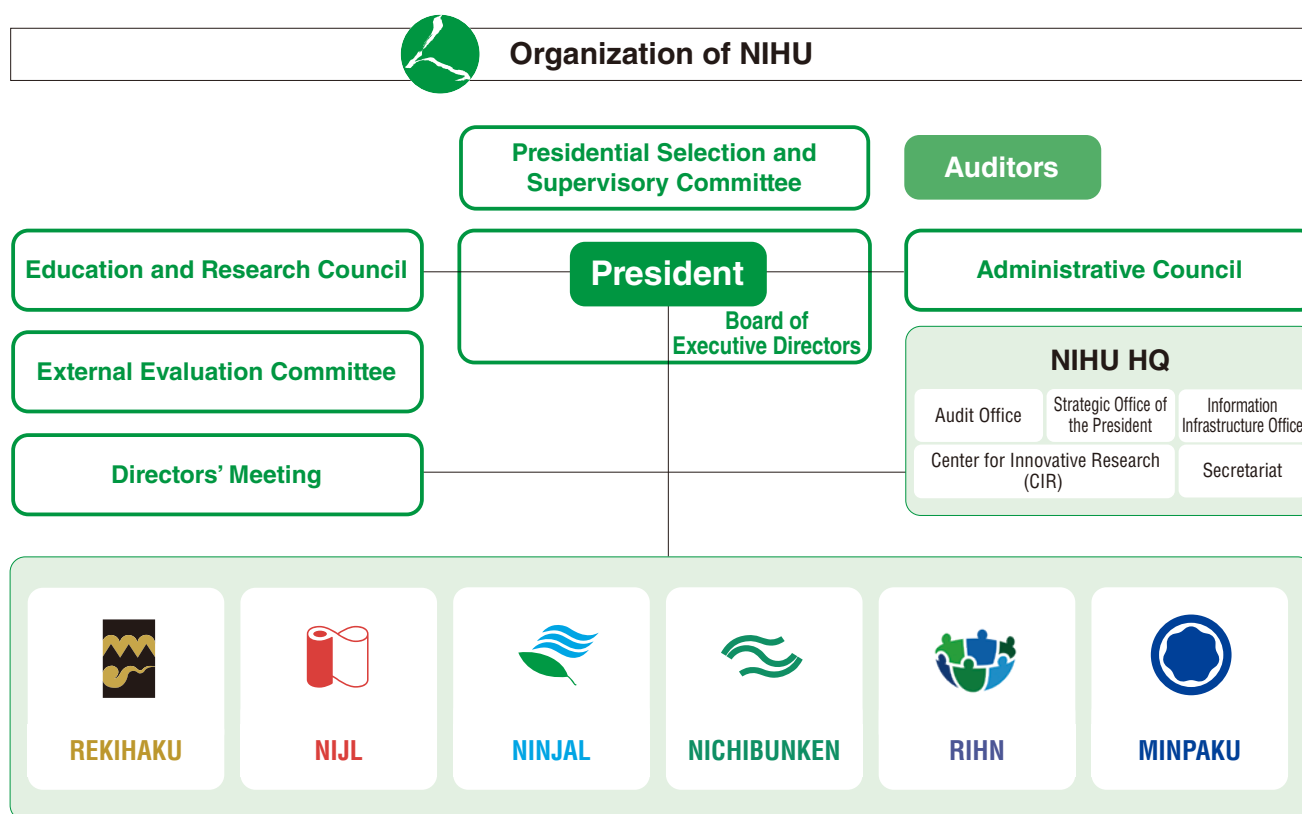 Organization of NIHU
Presidential Selection and
Supervisory Committee
Auditors
Education and Research Council
President
Board of
Executive Directors
Administrative Council
External Evaluation Committee
NIHU HQ
Audit Office
Strategic Office of
the President
Information
Infrastructure Office
Center for Innovative Research
(CIR)
Secretariat
Directors’ Meeting
REKIHAKU
NIJL
NINJAL
NICHIBUNKEN
RIHN
MINPAKU